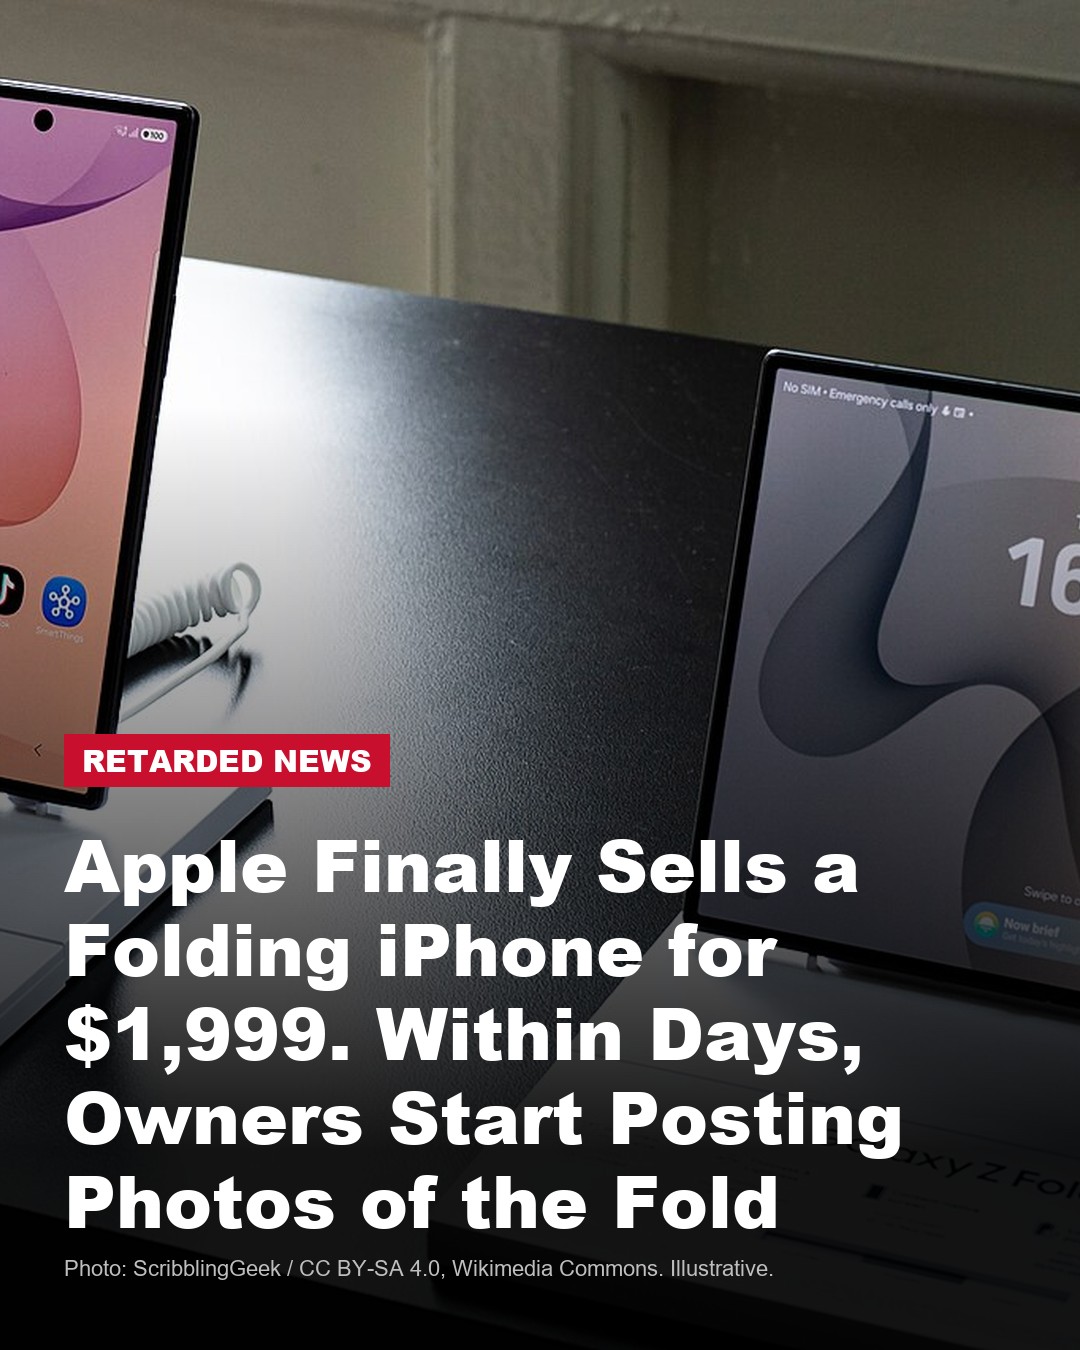 100
No SIM • Emergency calls only
16
SmartThings
Swipe to
Now brief
RETARDED NEWS
Apple Finally Sells a
Folding iPhone for
$1,999. Within Days,
Owners Start Posting
Photos of the Fold
Photo: ScribblingGeek / CC BY-SA 4.0, Wikimedia Commons. Illustrative.